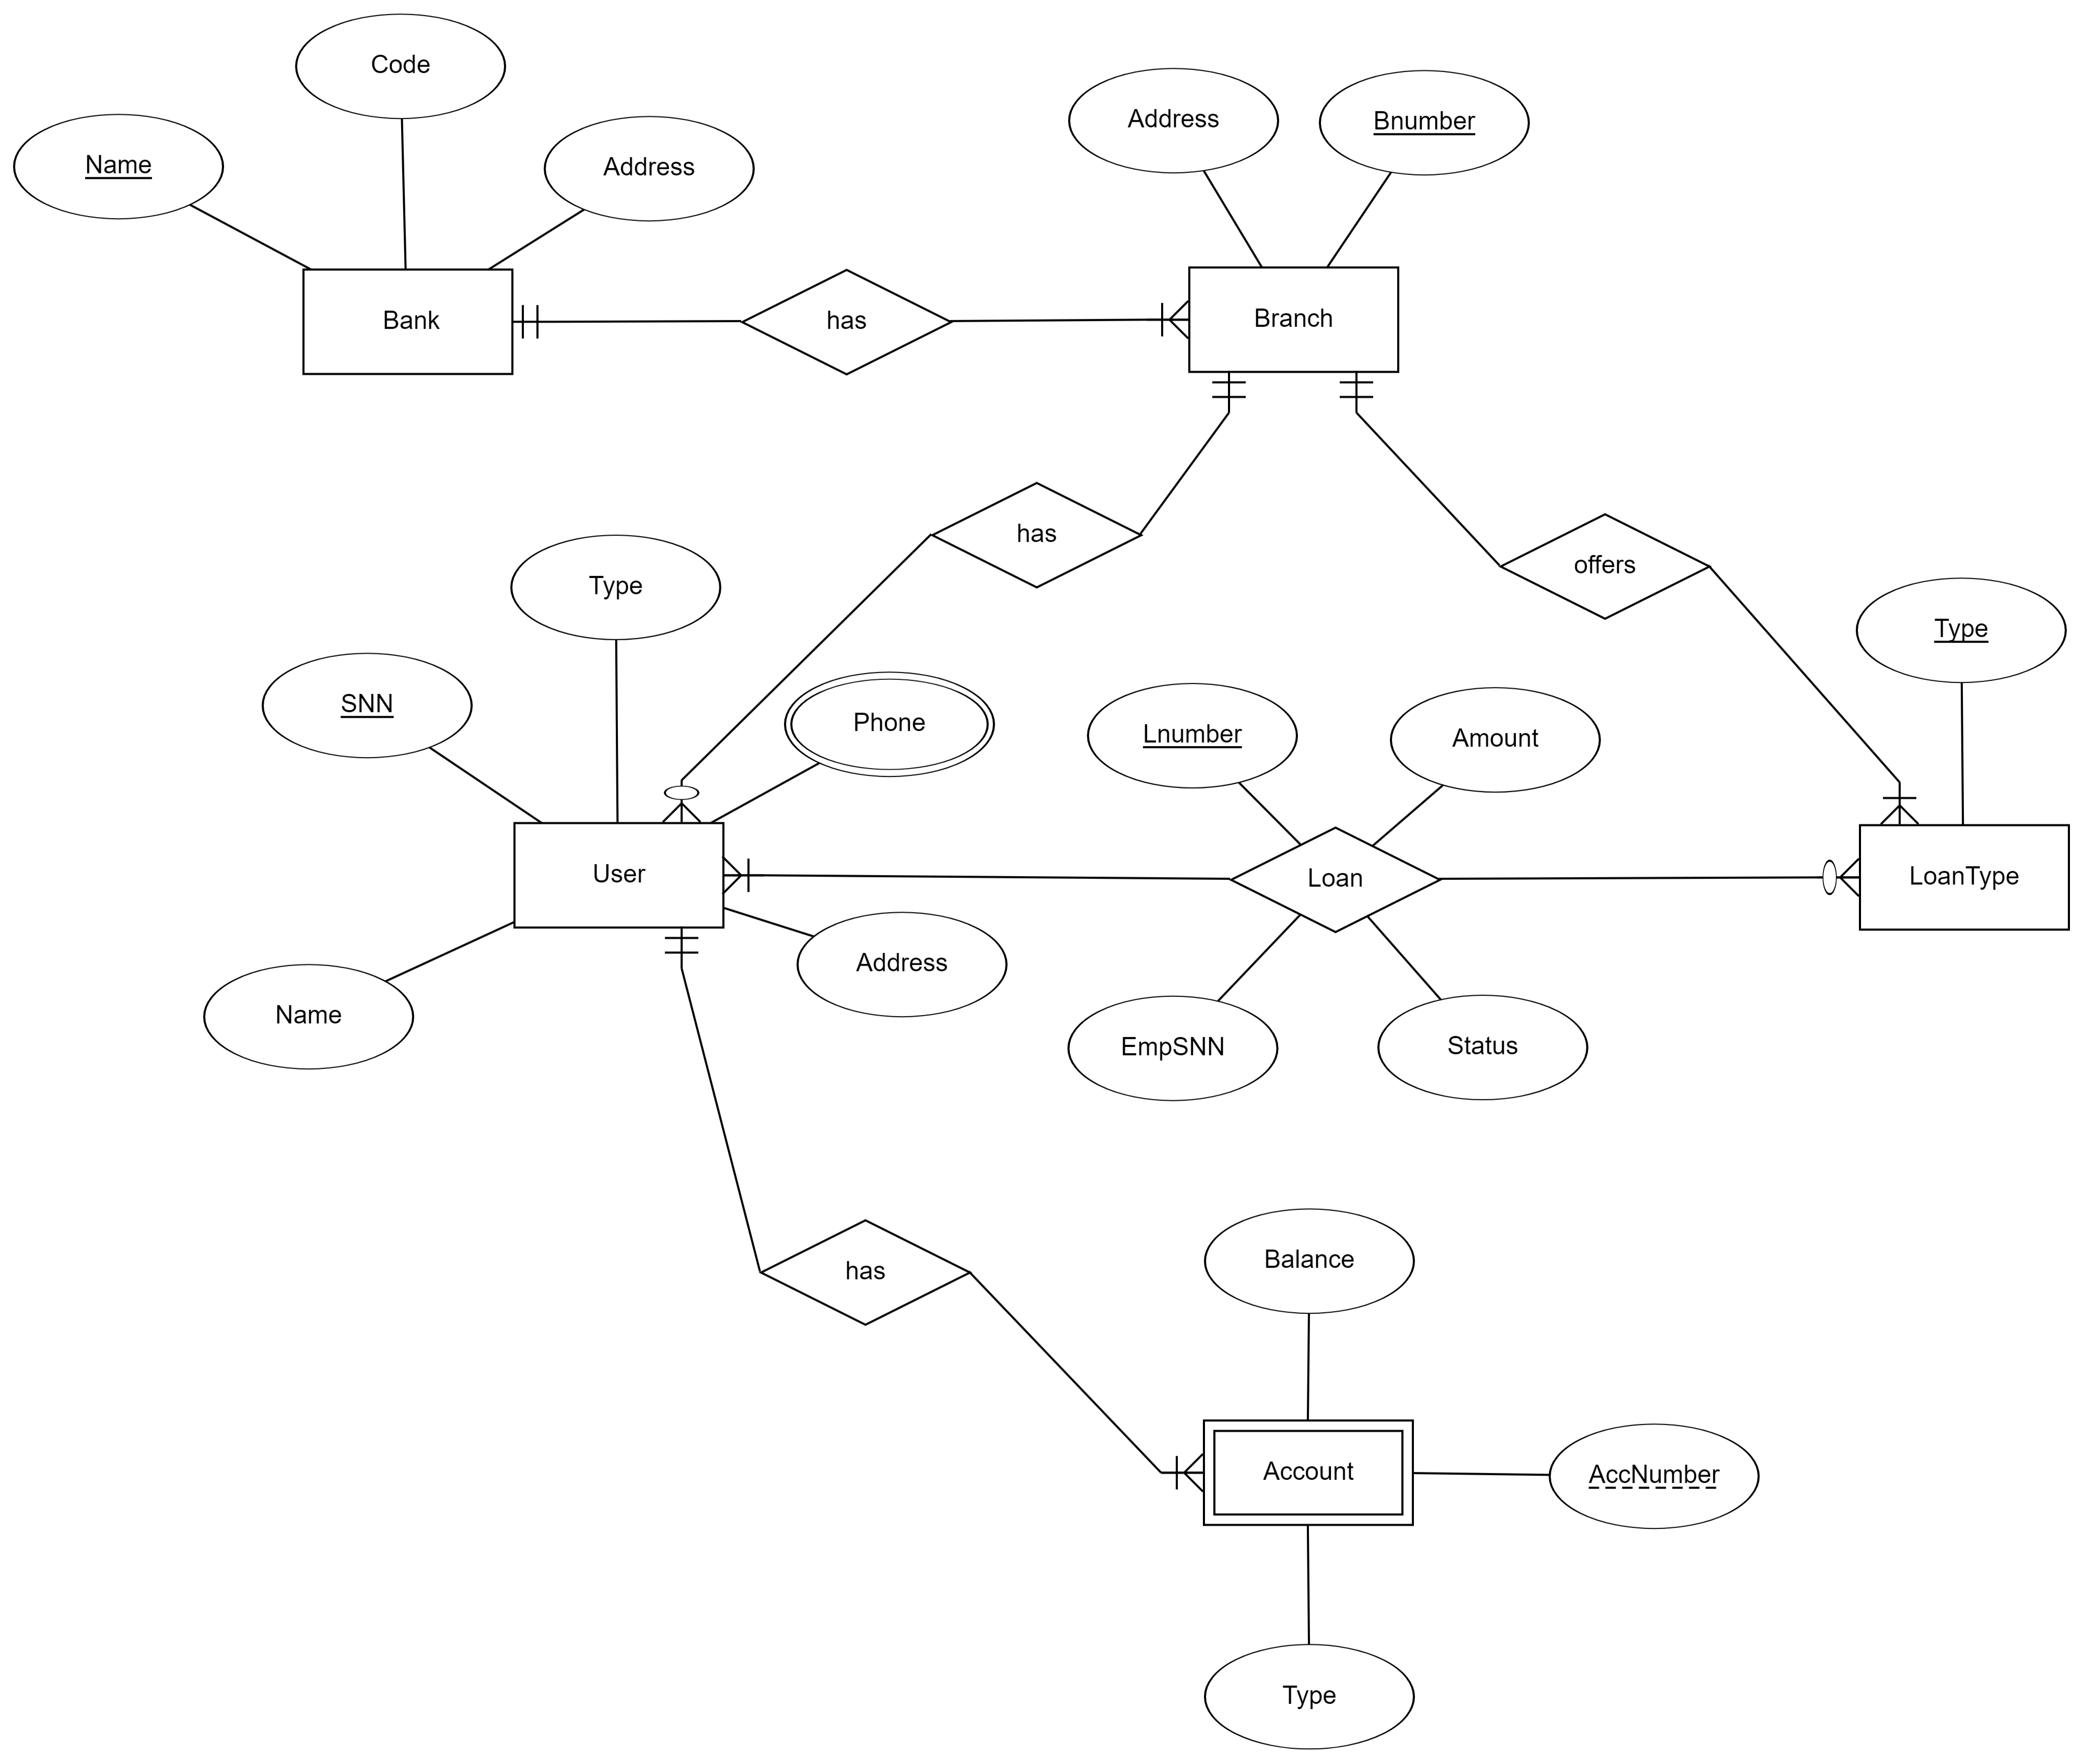 Code
Name
Address
Address
Bnumber
Bank
has
Branch
has
offers
Type
Type
SNN
Phone
Lnumber
Amount
User
Loan
LoanType
Name
Address
EmpSNN
Status
has
Balance
Account
AccNumber
Type